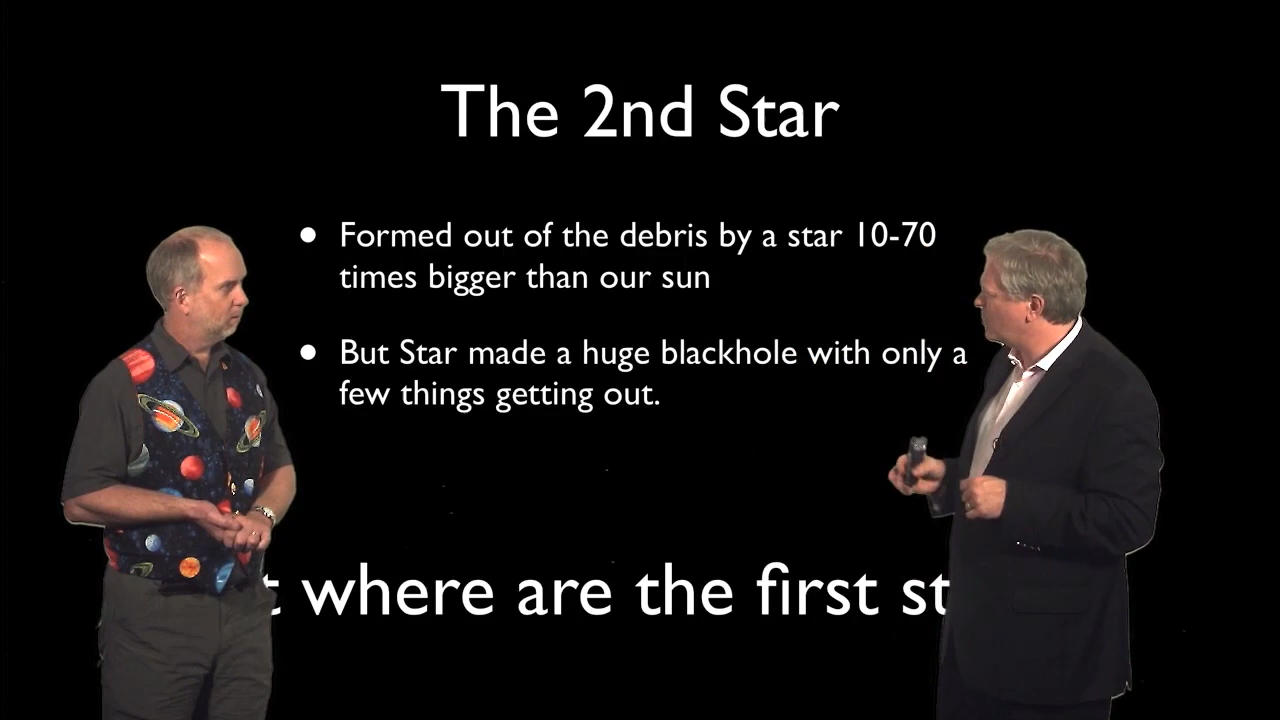 The 2nd Star
• Formed out of the debris by a star 10-70
times bigger than our sun
• But Star made a huge blackhole with only a
few things getting out.
t where are the first st